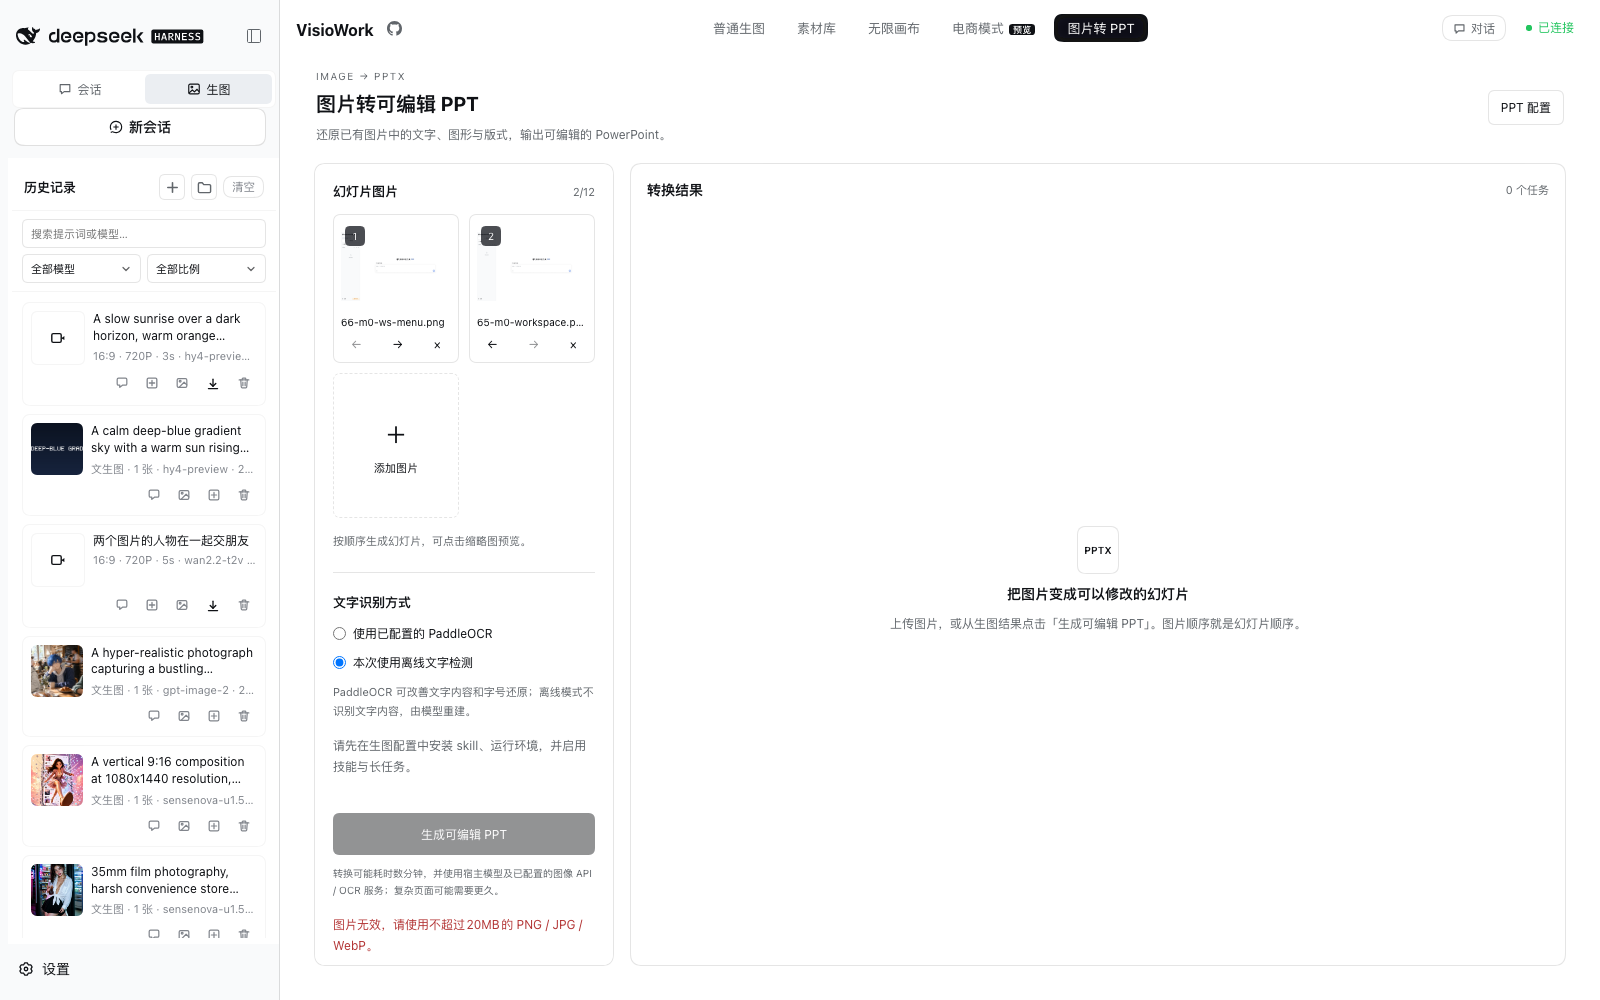 deepseek HARNESS
会话
生图
新会话
历史记录
清空
搜索提示词或模型...
全部模型
全部比例
A slow sunrise over a dark
horizon, warm orange...
16:9 · 720P · 3s · hy4-previe...
DEEP-BLUE GRAD
A calm deep-blue gradient
sky with a warm sun rising...
文生图 · 1 张 · hy4-preview · 2...
两个图片的人物在一起交朋友
16:9 · 720P · 5s · wan2.2-t2v ...
A hyper-realistic photograph
capturing a bustling...
文生图 · 1 张 · gpt-image-2 · 2...
A vertical 9:16 composition
at 1080x1440 resolution,...
文生图 · 1 张 · sensenova-u1.5...
35mm film photography,
harsh convenience store...
文生图 · 1 张 · sensenova-u1.5...
设置
VisioWork
普通生图
素材库
无限画布
电商模式 预览
图片转 PPT
对话
已连接
IMAGE → PPTX
图片转可编辑 PPT
还原已有图片中的文字、图形与版式，输出可编辑的 PowerPoint。
PPT 配置
幻灯片图片
2/12
1
2
66-m0-ws-menu.png
65-m0-workspace.p...
← → ×
← → ×
添加图片
按顺序生成幻灯片，可点击缩略图预览。
文字识别方式
使用已配置的 PaddleOCR
本次使用离线文字检测
PaddleOCR 可改善文字内容和字号还原；离线模式不
识别文字内容，由模型重建。
请先在生图配置中安装 skill、运行环境，并启用
技能与长任务。
生成可编辑 PPT
转换可能耗时数分钟，并使用宿主模型及已配置的图像 API
/ OCR 服务；复杂页面可能需要更久。
图片无效，请使用不超过 20MB 的 PNG / JPG /
WebP。
转换结果
0 个任务
PPTX
把图片变成可以修改的幻灯片
上传图片，或从生图结果点击「生成可编辑 PPT」。图片顺序就是幻灯片顺序。